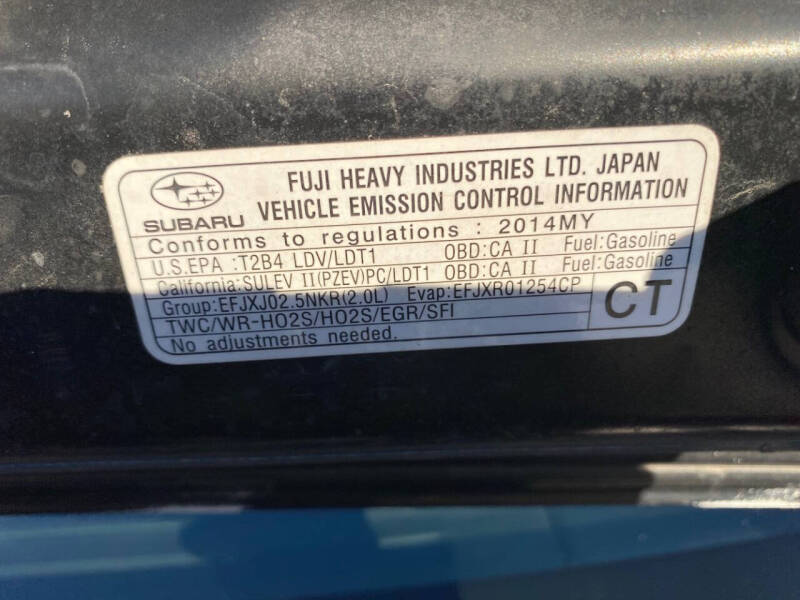 SUBARU
FUJI HEAVY INDUSTRIES LTD. JAPAN
VEHICLE EMISSION CONTROL INFORMATION
Conforms to regulations : 2014MY
U.S.EPA :T2B4 LDV/LDT1 OBD:CA II Fuel:Gasoline
California:SULEV II(PZEV)PC/LDT1 OBD:CA II Fuel:Gasoline
Group:EFJXJ02.5NKR(2.0L) Evap:EFJXR01254CP
TWC/WR-HO2S/HO2S/EGR/SFI
No adjustments needed.
CT